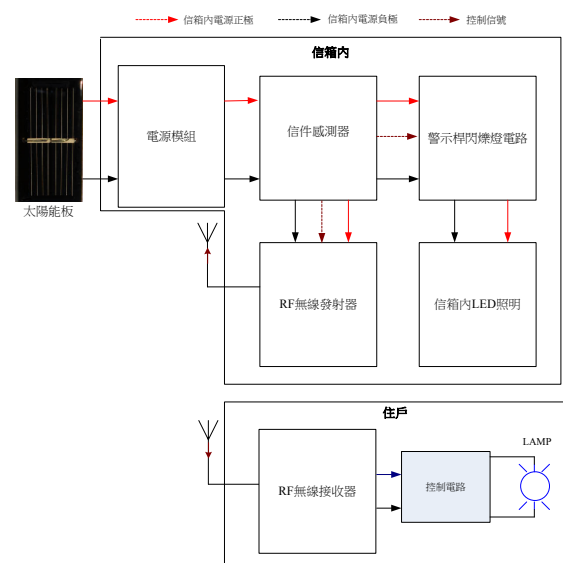 信箱內電源正極
信箱內電源負極
控制信號
信箱內
電源模組
信件感測器
警示桿閃爍燈電路
太陽能板
RF無線發射器
信箱內LED照明
住戶
LAMP
RF無線接收器
控制電路